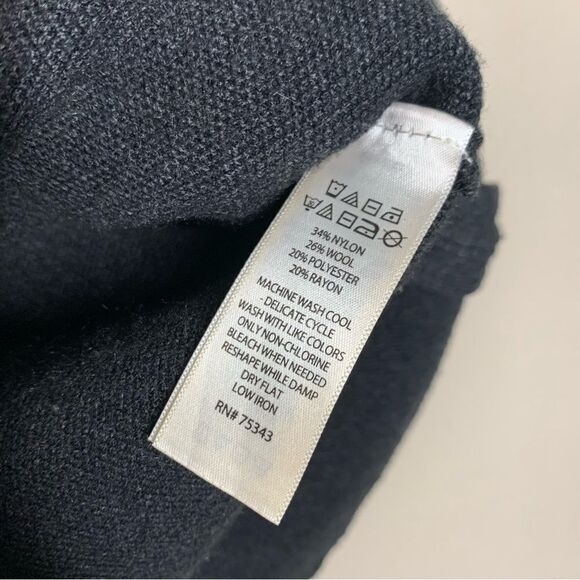 34% NYLON
26% WOOL
20% POLYESTER
20% RAYON
MACHINE WASH COOL
- DELICATE CYCLE
WASH WITH LIKE COLORS
ONLY NON-CHLORINE
BLEACH WHEN NEEDED
RESHAPE WHILE DAMP
DRY FLAT
LOW IRON
RN# 75343